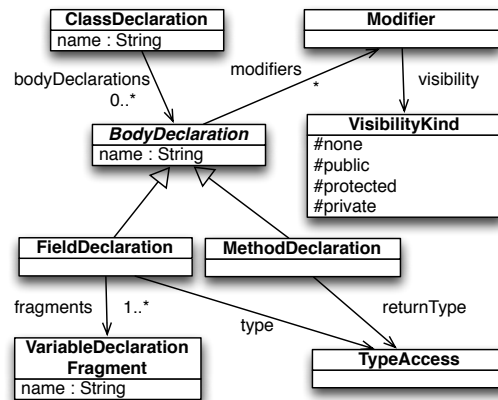 ClassDeclaration
name : String
Modifier
bodyDeclarations
0..*
modifiers
*
visibility
BodyDeclaration
name : String
VisibilityKind
#none
#public
#protected
#private
FieldDeclaration
MethodDeclaration
fragments
1..*
type
returnType
VariableDeclaration
Fragment
name : String
TypeAccess